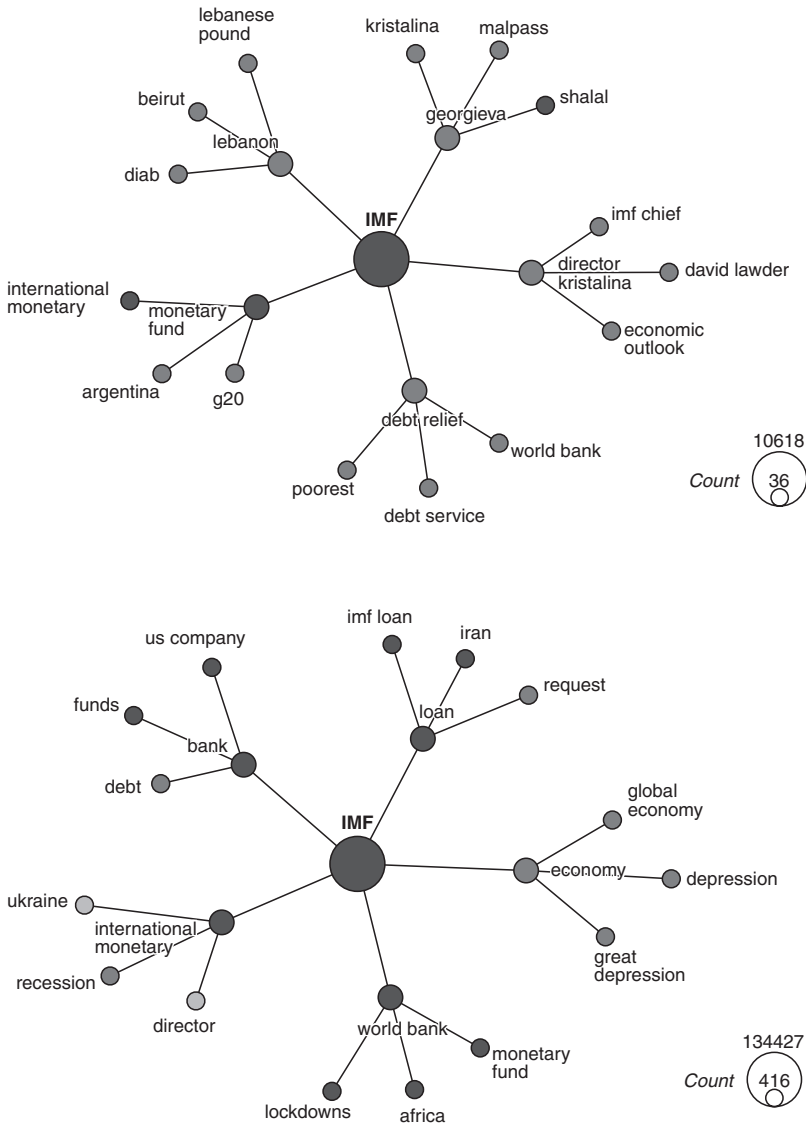 lebanese
pound
kristalina
malpass
beirut
georgieva
shalal
lebanon
diab
IMF
imf chief
international
monetary
monetary
fund
director
kristalina
david lawder
economic
outlook
argentina
g20
debt relief
world bank
poorest
debt service
10618
Count
36
imf loan
iran
us company
request
funds
loan
bank
debt
global
economy
IMF
economy
depression
ukraine
international
monetary
great
depression
recession
director
world bank
monetary
fund
lockdowns
africa
134427
Count
416